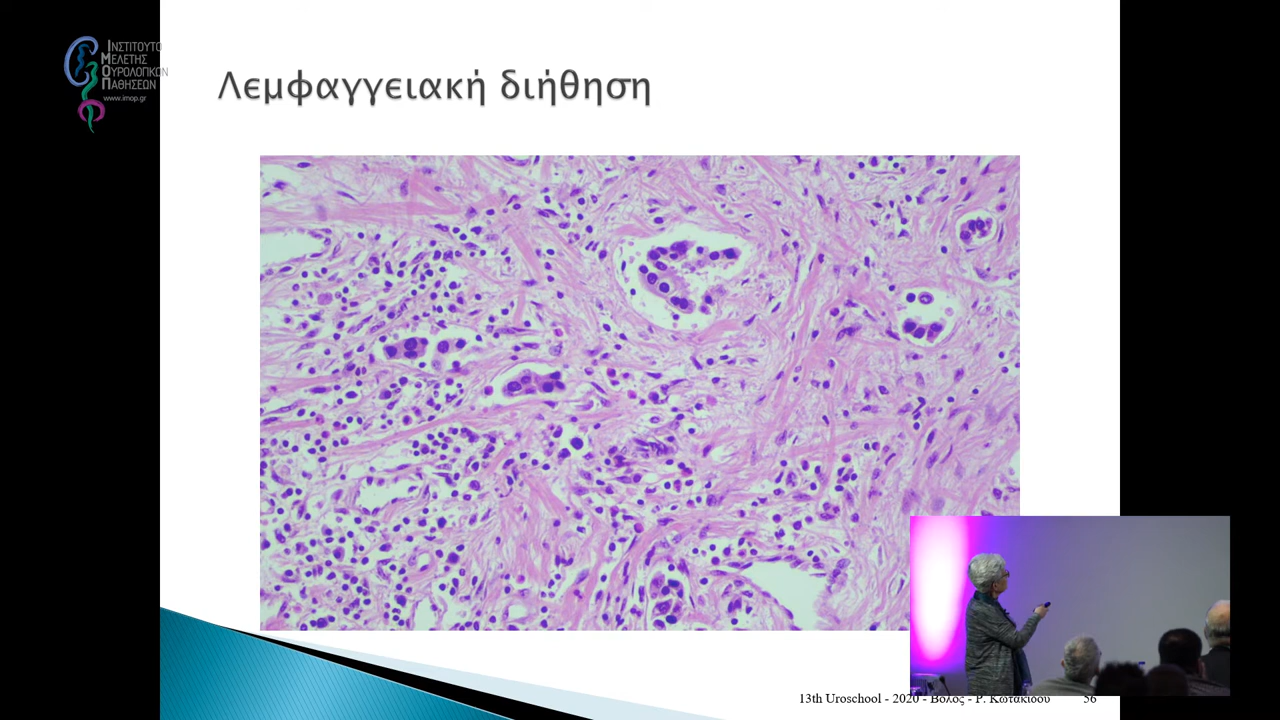 ΙΝΣΤΙΤΟΥΤΟ
ΜΕΛΕΤΗΣ
ΟΥΡΟΛΟΓΙΚΩΝ
ΠΑΘΗΣΕΩΝ
www.imop.gr
Λεμφαγγειακή διήθηση
13th Uroschool - 2020 - Βόλος - Ρ. Κωτακίδου 56